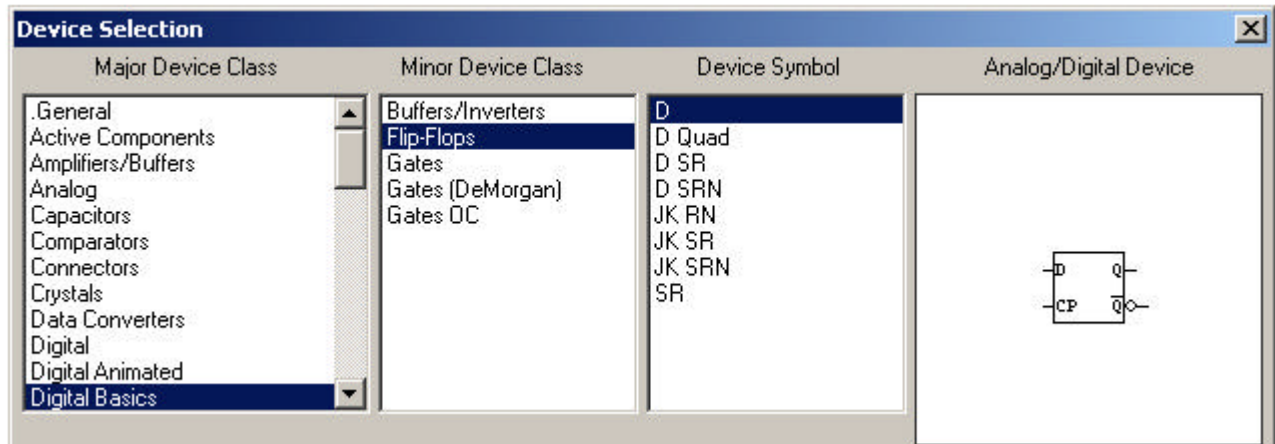 Device Selection
Major Device Class
Minor Device Class
Device Symbol
Analog/Digital Device
.General
Active Components
Amplifiers/Buffers
Analog
Capacitors
Comparators
Connectors
Crystals
Data Converters
Digital
Digital Animated
Digital Basics
Buffers/Inverters
Flip-Flops
Gates
Gates (DeMorgan)
Gates OC
D
D Quad
D SR
D SRN
JK RN
JK SR
JK SRN
SR
D Q
CP Q̅